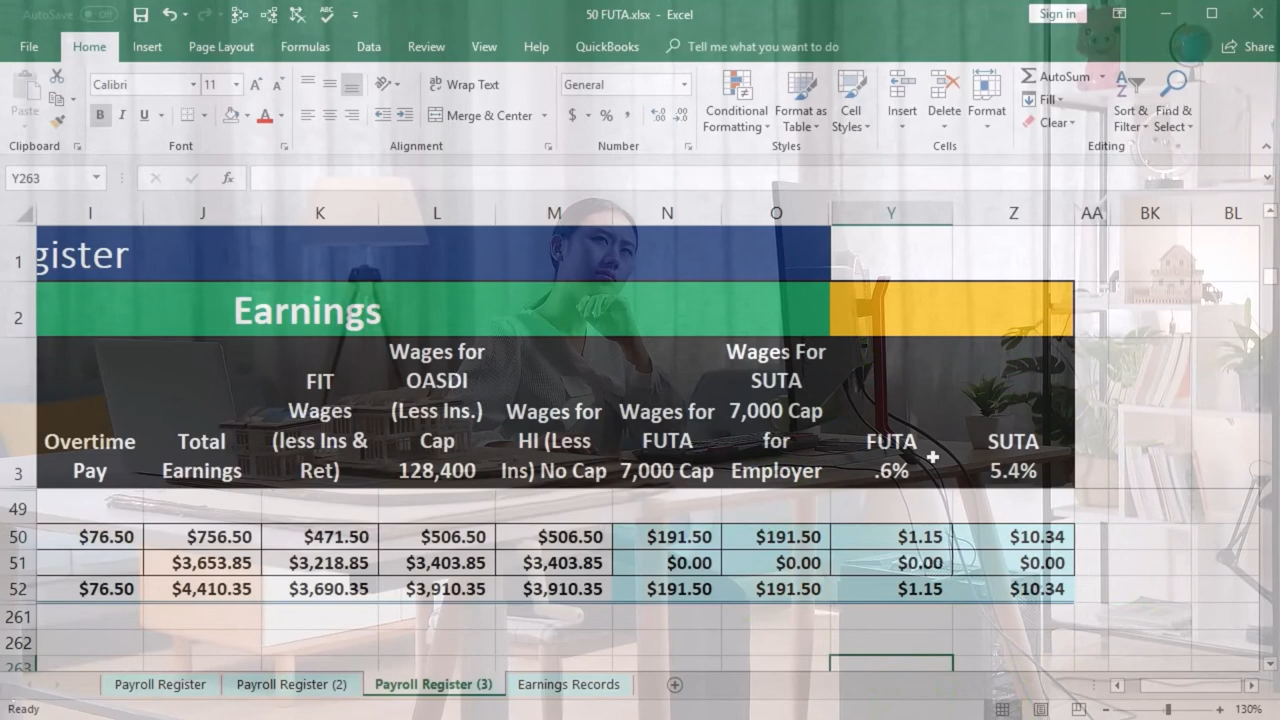 AutoSave Off
50 FUTA.xlsx - Excel
Sign in
File Home Insert Page Layout Formulas Data Review View Help QuickBooks Tell me what you want to do Share
Paste
Calibri 11
Wrap Text
General
Conditional Formatting
Format as Table
Cell Styles
Insert Delete Format
AutoSum
Fill
Clear
Sort & Filter
Find & Select
B I U
Merge & Center
$ % ,
Clipboard Font Alignment Number Styles Cells Editing
Y263 fx
I J K L M N O Y Z AA BK BL
1 gister
2 Earnings
3
Overtime Pay
Total Earnings
FIT Wages (less Ins & Ret)
Wages for OASDI (Less Ins.) Cap 128,400
Wages for HI (Less Ins) No Cap
Wages for FUTA 7,000 Cap
Wages For SUTA 7,000 Cap for Employer
FUTA .6%
SUTA 5.4%
49
50 $76.50 $756.50 $471.50 $506.50 $506.50 $191.50 $191.50 $1.15 $10.34
51 $3,653.85 $3,218.85 $3,403.85 $3,403.85 $0.00 $0.00 $0.00 $0.00
52 $76.50 $4,410.35 $3,690.35 $3,910.35 $3,910.35 $191.50 $191.50 $1.15 $10.34
261
262
263
Payroll Register Payroll Register (2) Payroll Register (3) Earnings Records
Ready 130%